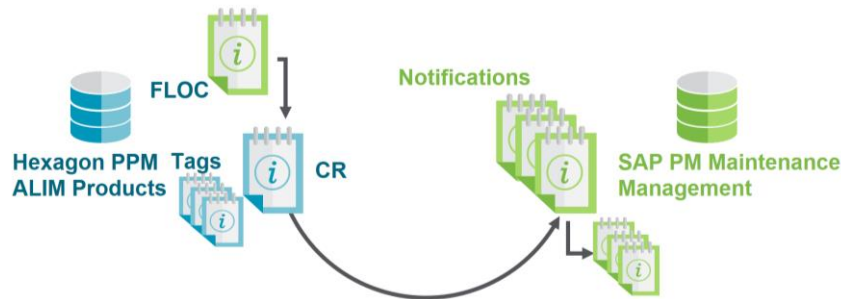 FLOC
Notifications
Hexagon PPM
ALIM Products
Tags
CR
SAP PM Maintenance
Management
i
i
i
i
i